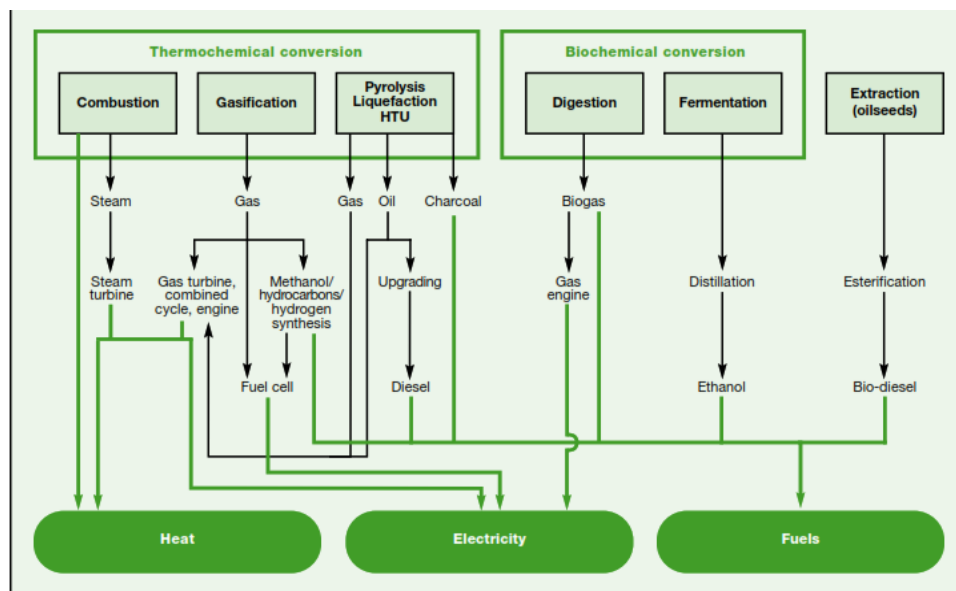 Thermochemical conversion
Biochemical conversion
Combustion
Gasification
Pyrolysis
Liquefaction
HTU
Digestion
Fermentation
Extraction
(oilseeds)
Steam
Gas
Gas
Oil
Charcoal
Biogas
Steam
turbine
Gas turbine,
combined
cycle, engine
Methanol/
hydrocarbons/
hydrogen
synthesis
Upgrading
Gas
engine
Distillation
Esterification
Fuel cell
Diesel
Ethanol
Bio-diesel
Heat
Electricity
Fuels